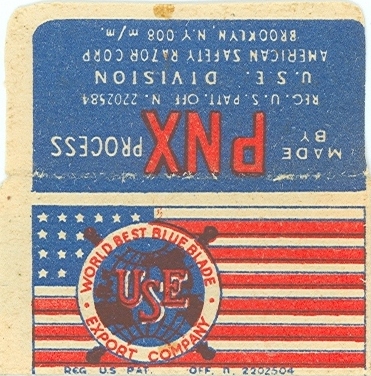 MADE BY PNX PROCESS
REG. U.S. PATT. OFF N. 2202584
U.S.E. DIVISION
AMERICAN SAFETY RAZOR CORP
BROOKLYN, N.Y. 008 m/m.
WORLD BEST BLUE BLADE
USE
EXPORT COMPANY
REG U.S PAT. OFF. n. 2202504